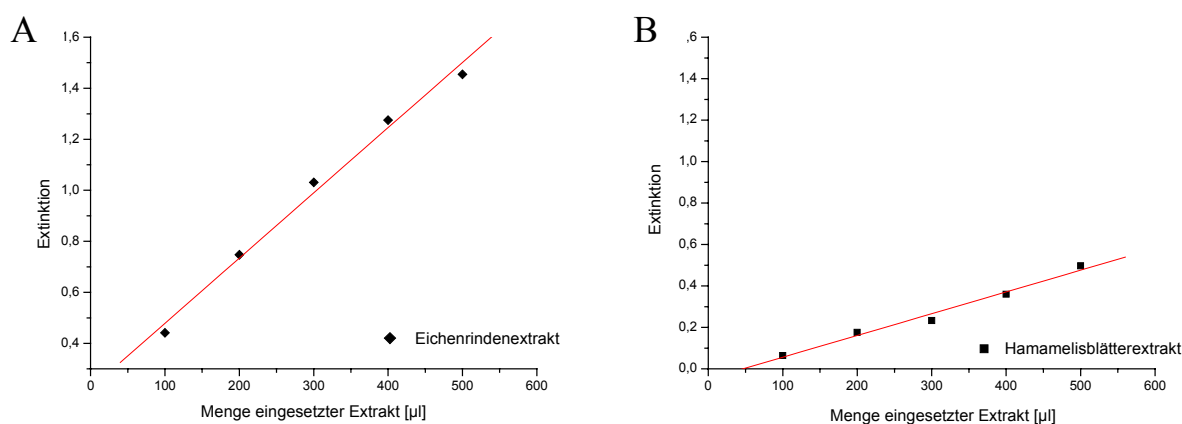 A
1,6
1,4
1,2
1,0
0,8
0,6
0,4
Extinktion
Eichenrindenextrakt
0 100 200 300 400 500 600
Menge eingesetzter Extrakt [µl]
B
,6
1,4
1,2
1,0
0,8
0,6
0,4
0,2
0,0
Extinktion
Hamamelisblätterextrakt
0 100 200 300 400 500 600
Menge eingesetzter Extrakt [µl]